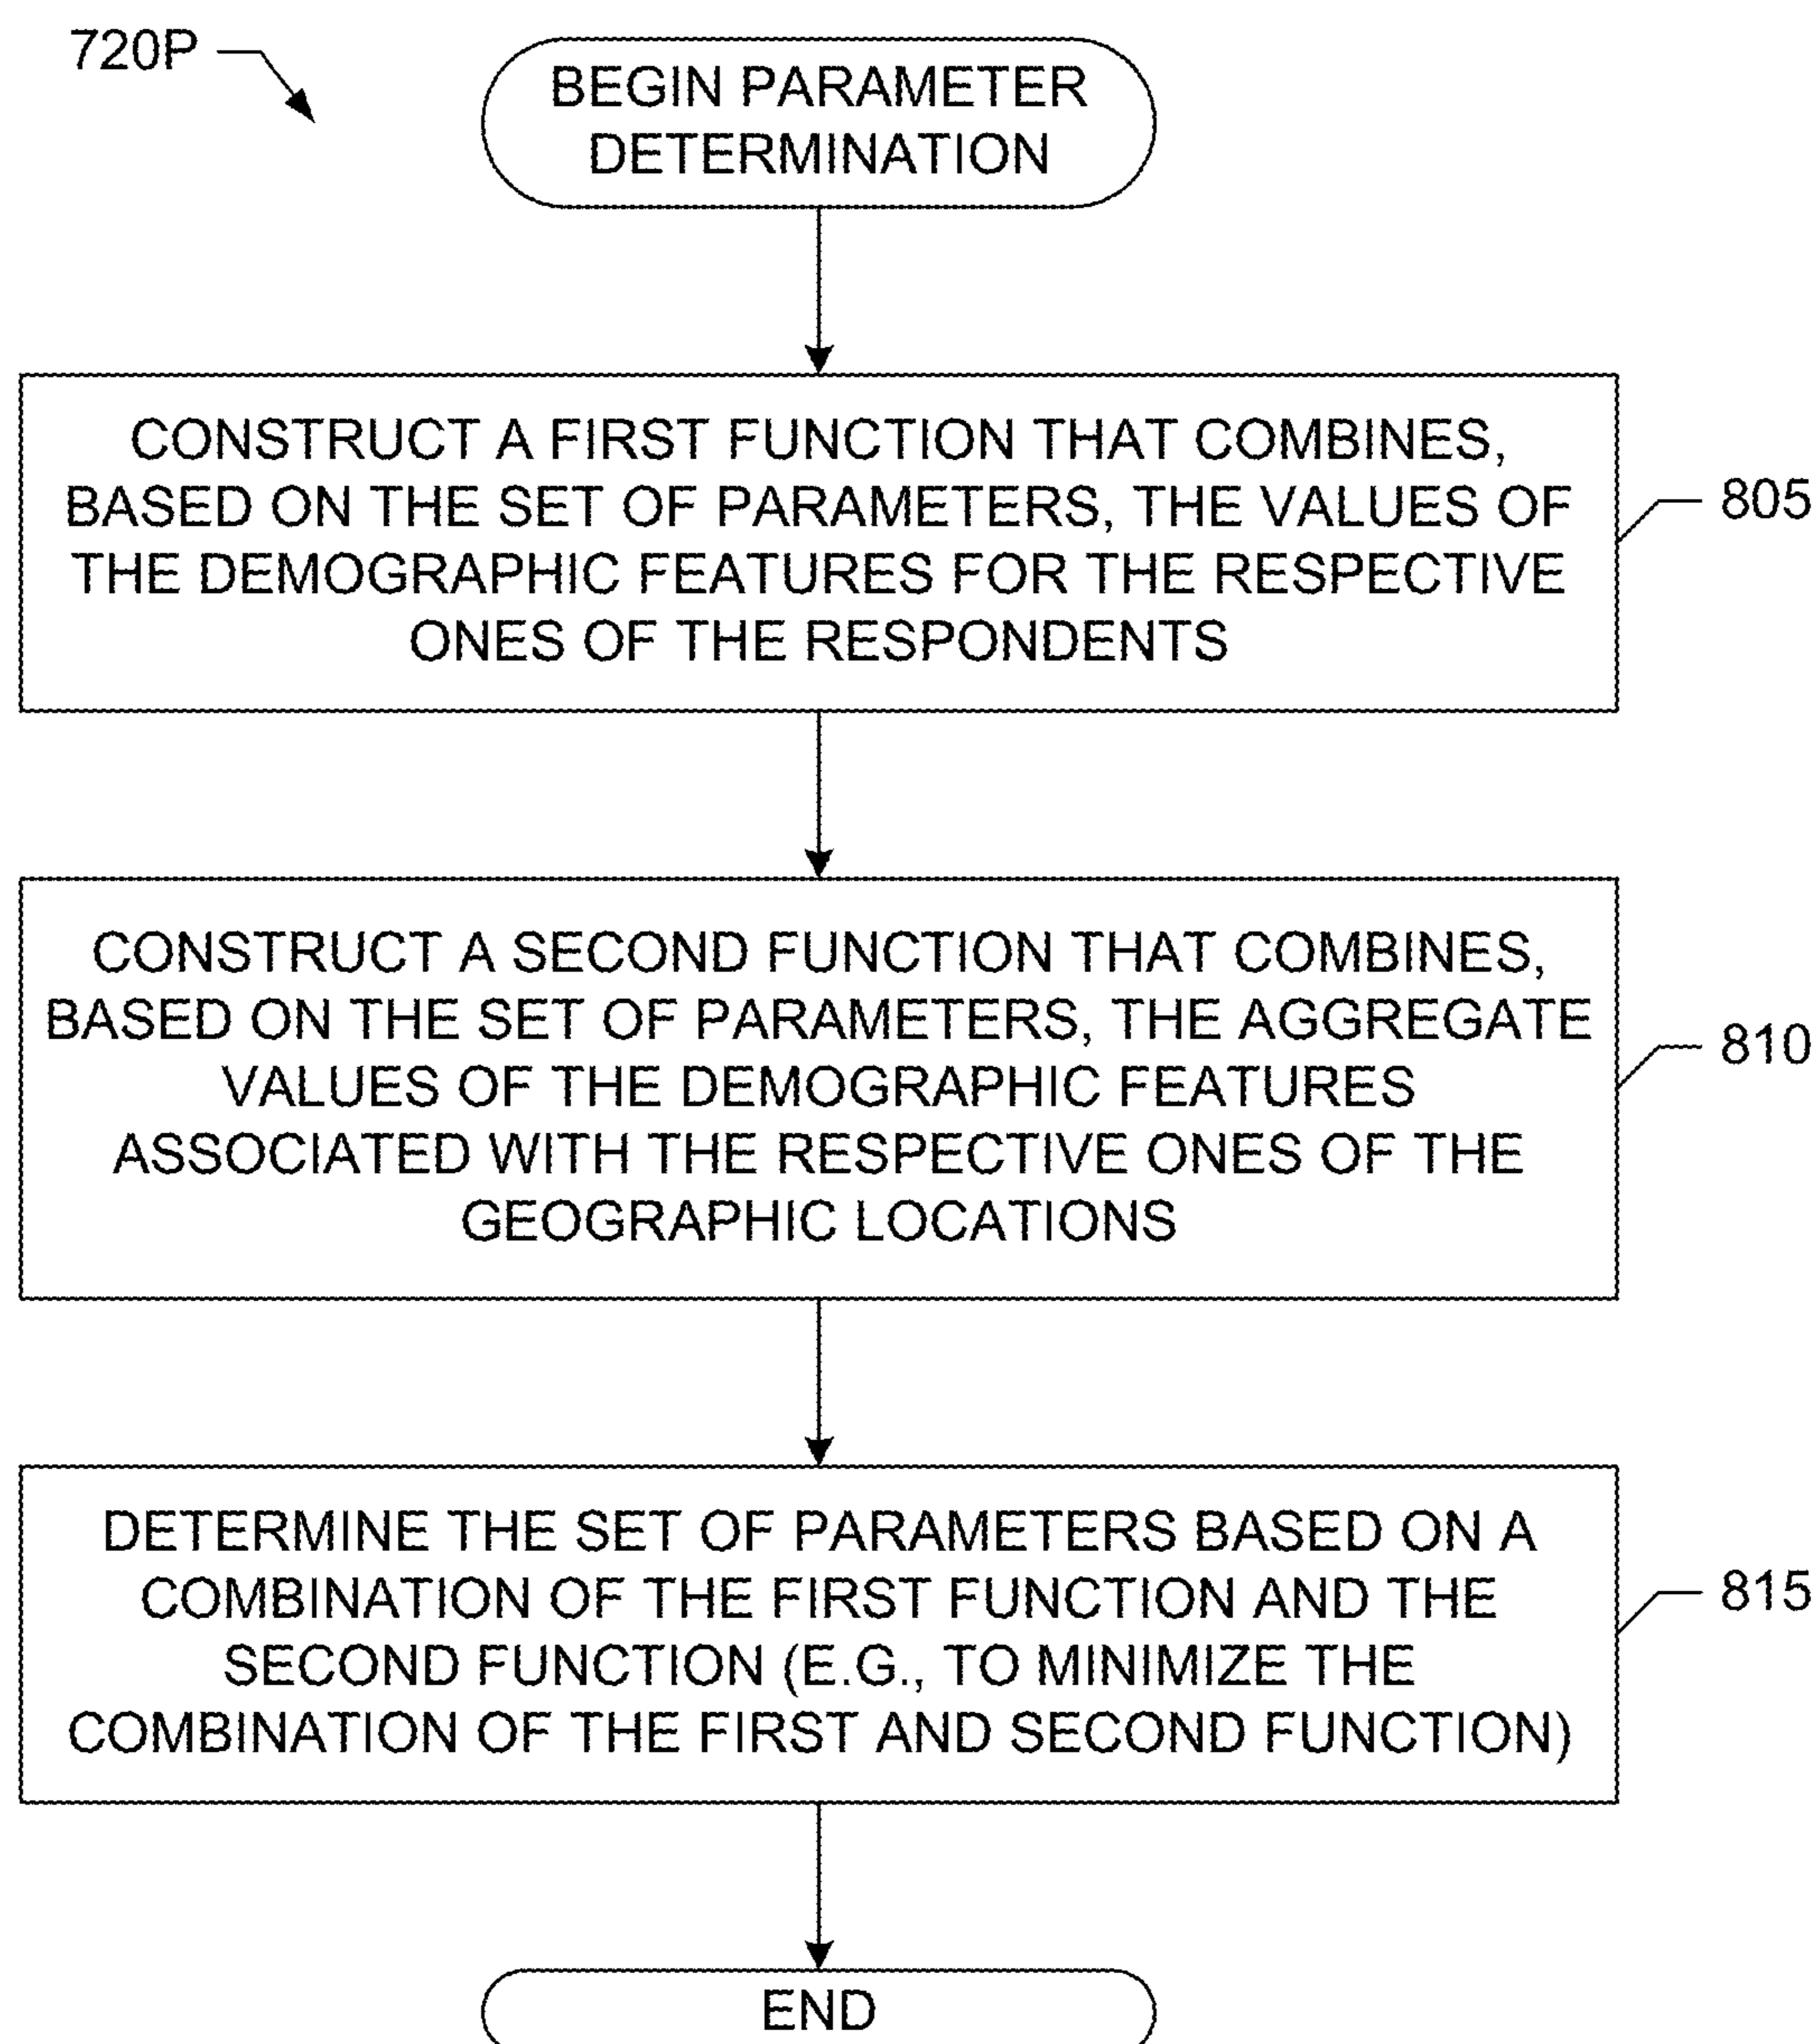 720P
BEGIN PARAMETER
DETERMINATION
CONSTRUCT A FIRST FUNCTION THAT COMBINES,
BASED ON THE SET OF PARAMETERS, THE VALUES OF
THE DEMOGRAPHIC FEATURES FOR THE RESPECTIVE
ONES OF THE RESPONDENTS
805
CONSTRUCT A SECOND FUNCTION THAT COMBINES,
BASED ON THE SET OF PARAMETERS, THE AGGREGATE
VALUES OF THE DEMOGRAPHIC FEATURES
ASSOCIATED WITH THE RESPECTIVE ONES OF THE
GEOGRAPHIC LOCATIONS
810
DETERMINE THE SET OF PARAMETERS BASED ON A
COMBINATION OF THE FIRST FUNCTION AND THE
SECOND FUNCTION (E.G., TO MINIMIZE THE
COMBINATION OF THE FIRST AND SECOND FUNCTION)
815
END